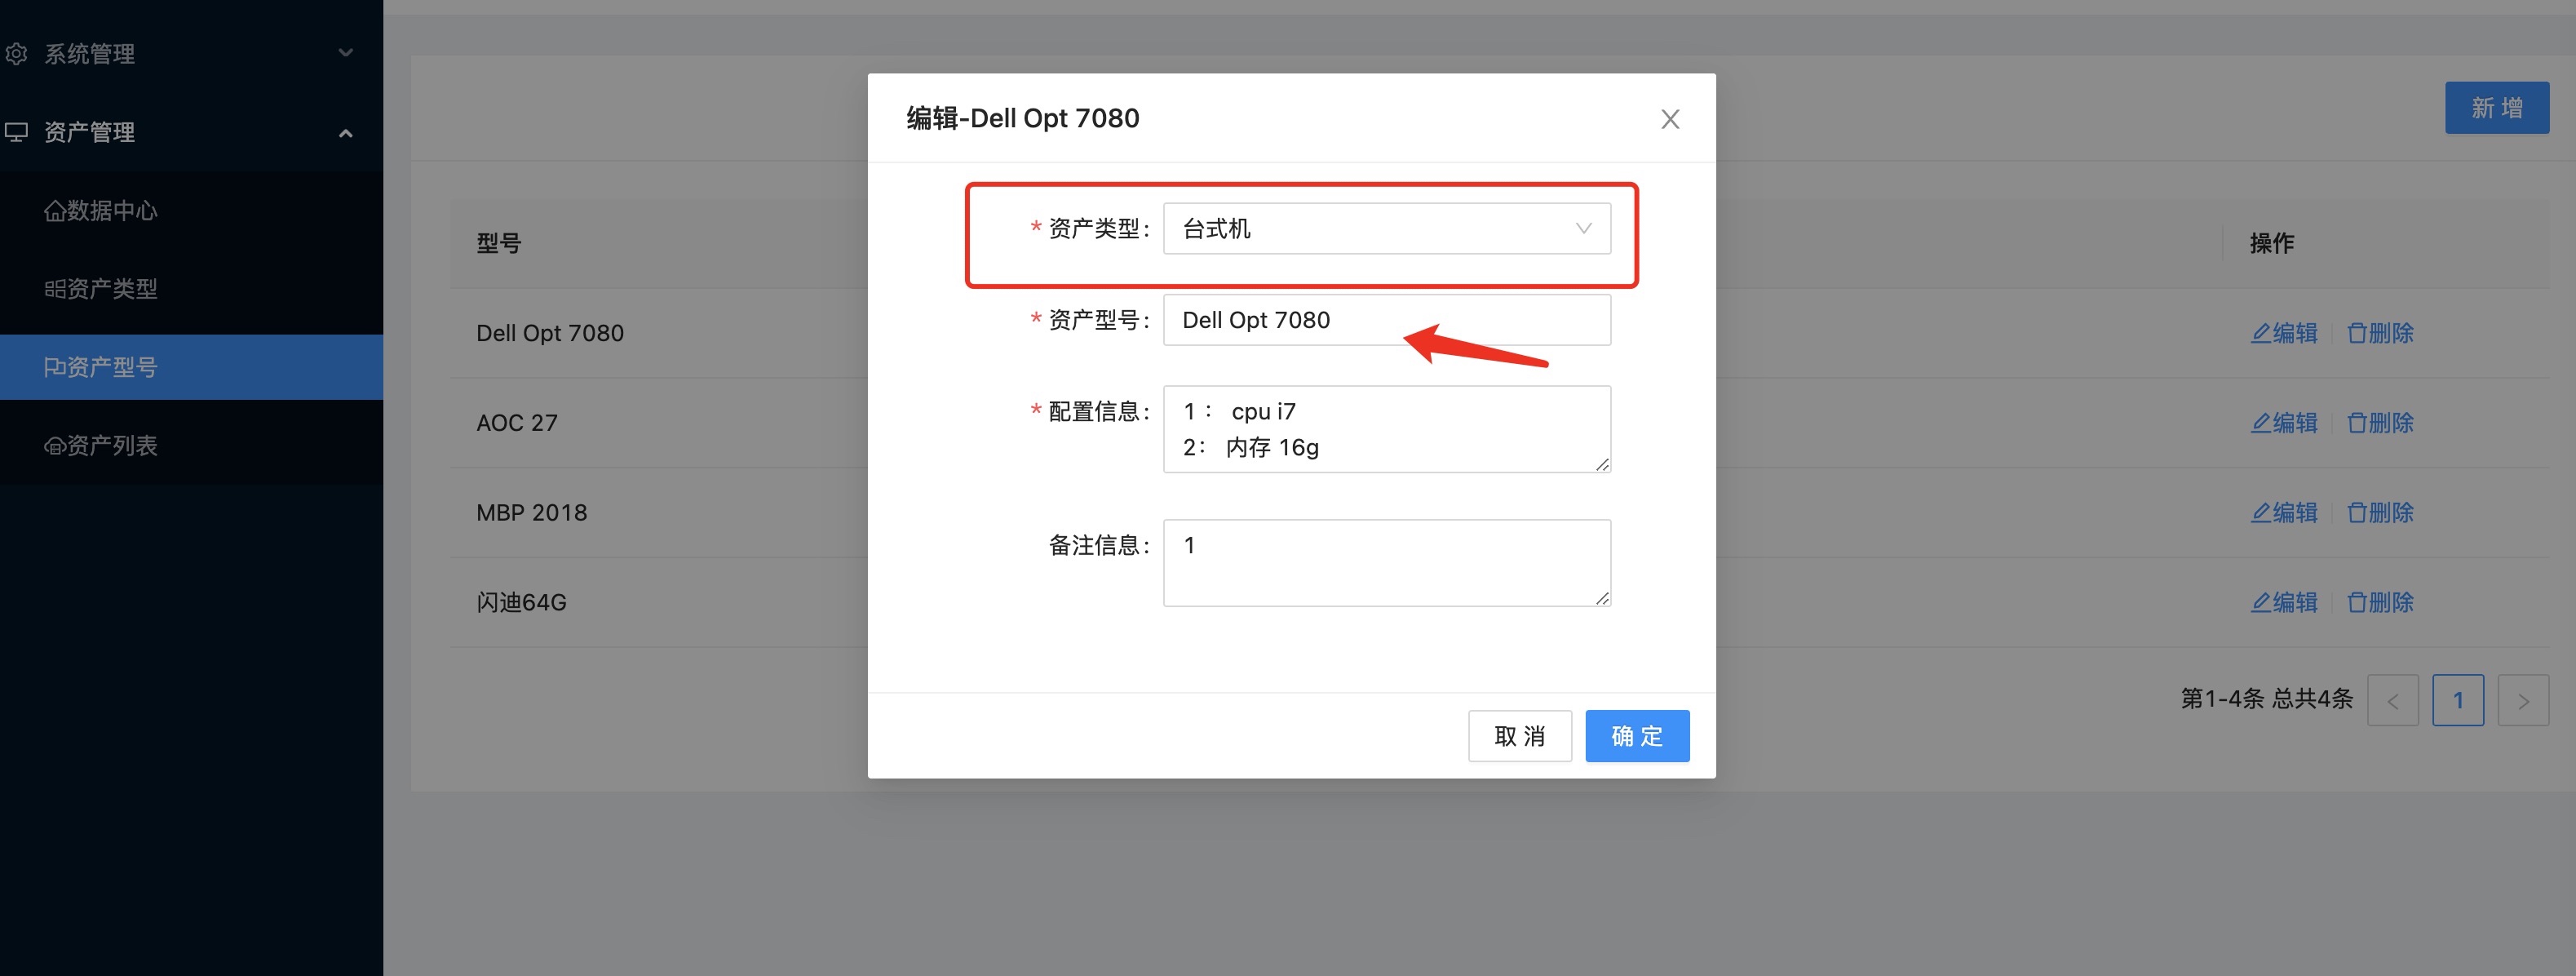 系统管理
资产管理
数据中心
资产类型
资产型号
资产列表
新 增
型号
操作
Dell Opt 7080
编辑
删除
AOC 27
编辑
删除
MBP 2018
编辑
删除
闪迪64G
编辑
删除
第1-4条 总共4条
<
1
>
编辑-Dell Opt 7080
* 资产类型:
台式机
* 资产型号:
Dell Opt 7080
* 配置信息:
1： cpu i7
2： 内存 16g
备注信息:
1
取 消
确 定